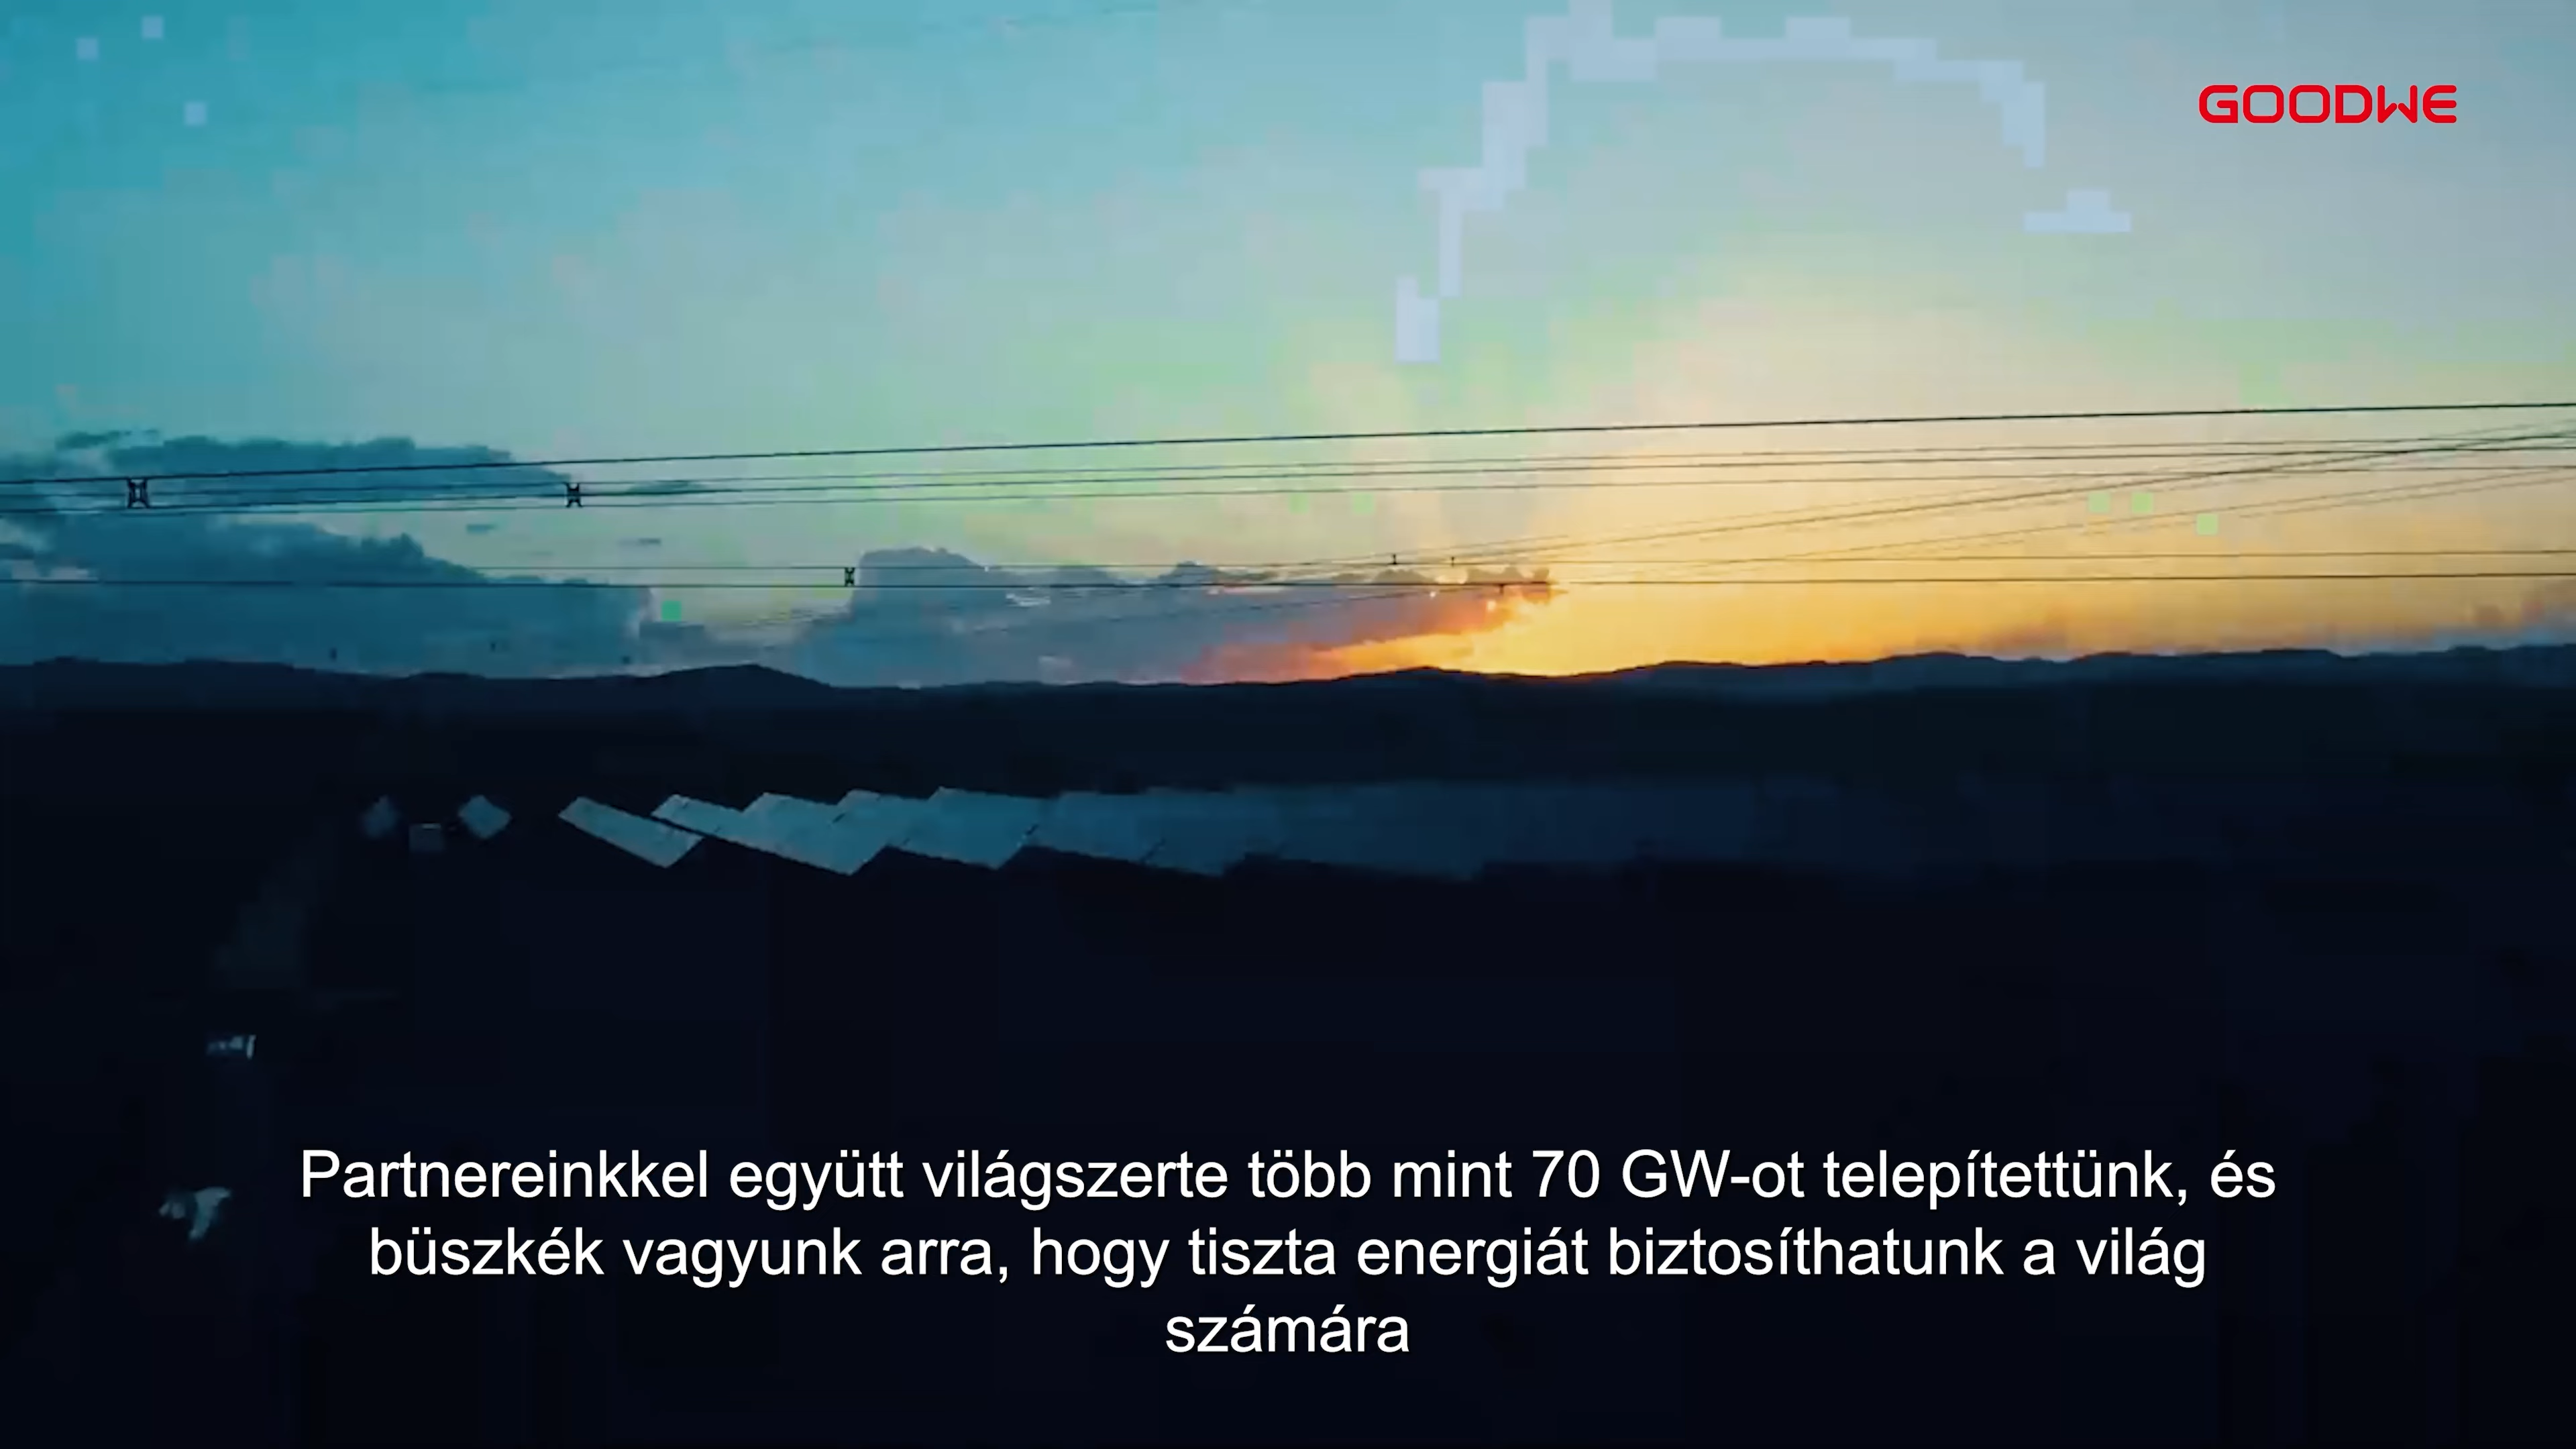 GOODWE
Partnereinkkel együtt világszerte több mint 70 GW-ot telepítettünk, és
büszkék vagyunk arra, hogy tiszta energiát biztosíthatunk a világ
számára